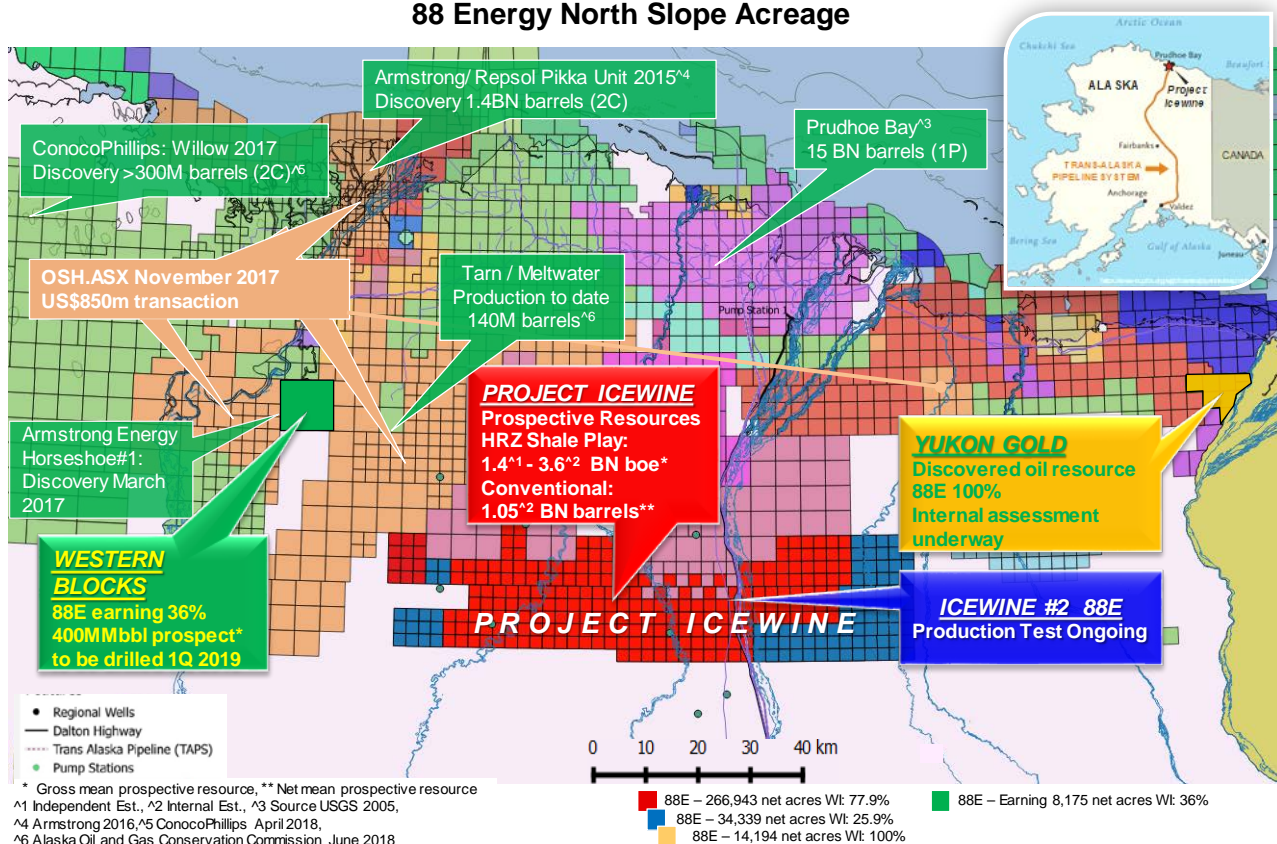 88 Energy North Slope Acreage
Arctic Ocean
Chukchi Sea
Prudhoe Bay
Beaufort
ALASKA
Project
Icewine
Fairbanks
CANADA
TRANS-ALASKA
PIPELINE SYSTEM
Anchorage
Valdez
Bering Sea
Gulf of Alaska
Juneau
Armstrong/ Repsol Pikka Unit 2015^4
Discovery 1.4BN barrels (2C)
Prudhoe Bay^3
15 BN barrels (1P)
ConocoPhillips: Willow 2017
Discovery >300M barrels (2C)^6
OSH.ASX November 2017
US$850m transaction
Tarn / Meltwater
Production to date
140M barrels^6
Pump Station 1
PROJECT ICEWINE
Prospective Resources
HRZ Shale Play:
1.4^1 - 3.6^2 BN boe*
Conventional:
1.05^2 BN barrels**
Armstrong Energy
Horseshoe#1:
Discovery March
2017
YUKON GOLD
Discovered oil resource
88E 100%
Internal assessment
underway
WESTERN
BLOCKS
88E earning 36%
400MMbbl prospect*
to be drilled 1Q 2019
PROJECT ICEWINE
ICEWINE #2 88E
Production Test Ongoing
Regional Wells
Dalton Highway
Trans Alaska Pipeline (TAPS)
Pump Stations
0 10 20 30 40 km
* Gross mean prospective resource, ** Net mean prospective resource
^1 Independent Est., ^2 Internal Est., ^3 Source USGS 2005,
^4 Armstrong 2016,^5 ConocoPhillips April 2018,
^6 Alaska Oil and Gas Conservation Commission June 2018
88E – 266,943 net acres WI: 77.9%
88E – 34,339 net acres WI: 25.9%
88E – 14,194 net acres WI: 100%
88E – Earning 8,175 net acres WI: 36%